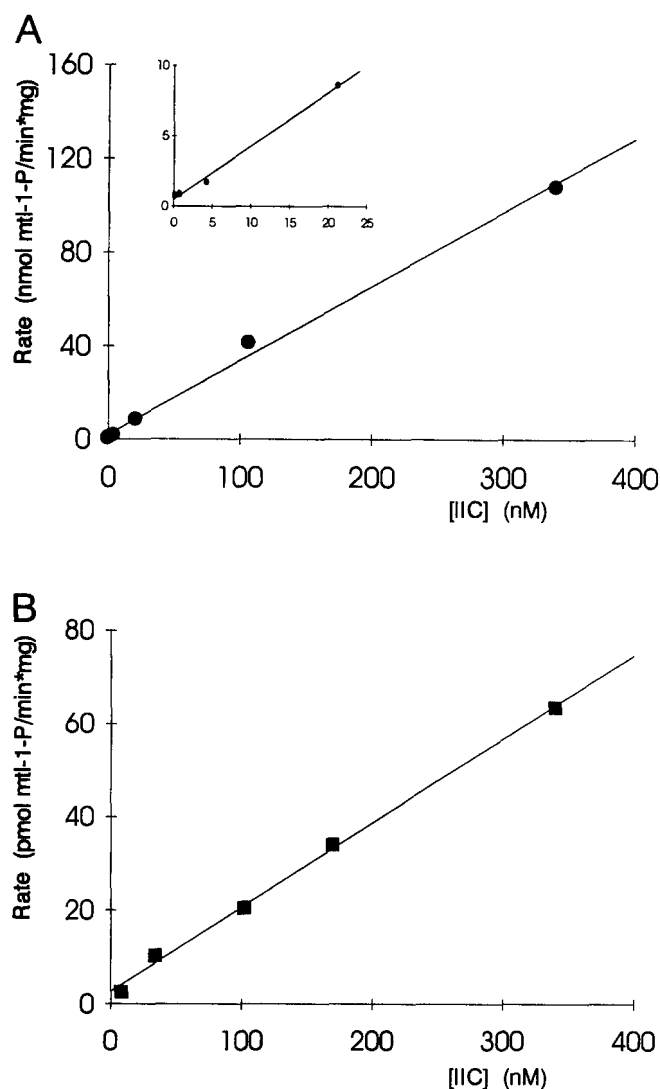 A
160
120
80
40
0
Rate (nmol mtl-1-P/min*mg)
10
5
0
0 5 10 15 20 25
0 100 200 300 400
[IIC] (nM)
B
80
60
40
20
0
Rate (pmol mtl-1-P/min*mg)
0 100 200 300 400
[IIC] (nM)